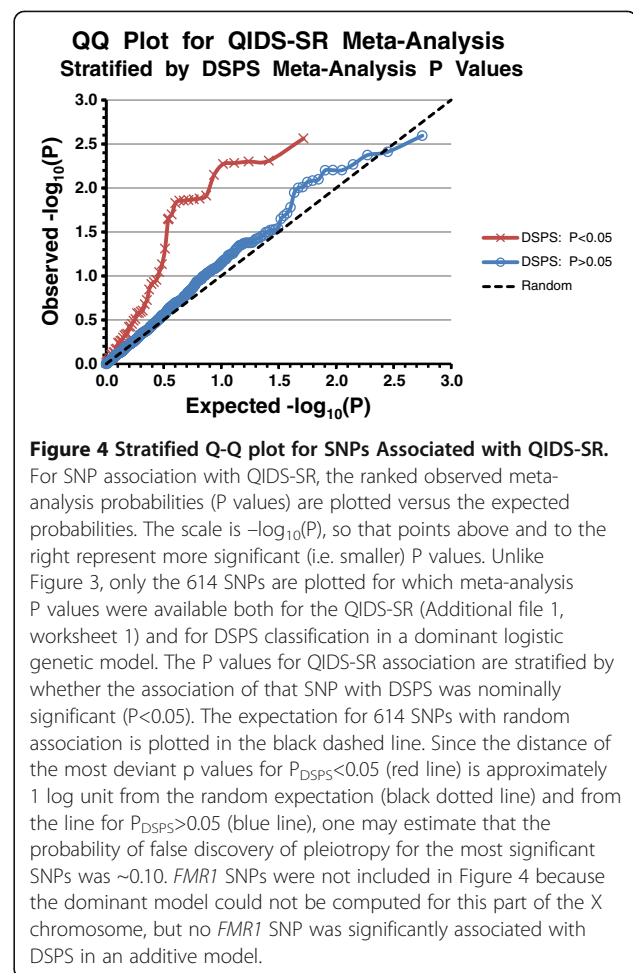 QQ Plot for QIDS-SR Meta-Analysis
Stratified by DSPS Meta-Analysis P Values
3.0
2.5
2.0
1.5
1.0
0.5
0.0
Observed -log10(P)
0.0 0.5 1.0 1.5 2.0 2.5 3.0
Expected -log10(P)
DSPS: P<0.05
DSPS: P>0.05
Random
Figure 4 Stratified Q-Q plot for SNPs Associated with QIDS-SR.
For SNP association with QIDS-SR, the ranked observed meta-
analysis probabilities (P values) are plotted versus the expected
probabilities. The scale is –log10(P), so that points above and to the
right represent more significant (i.e. smaller) P values. Unlike
Figure 3, only the 614 SNPs are plotted for which meta-analysis
P values were available both for the QIDS-SR (Additional file 1,
worksheet 1) and for DSPS classification in a dominant logistic
genetic model. The P values for QIDS-SR association are stratified by
whether the association of that SNP with DSPS was nominally
significant (P<0.05). The expectation for 614 SNPs with random
association is plotted in the black dashed line. Since the distance of
the most deviant p values for PDSPS<0.05 (red line) is approximately
1 log unit from the random expectation (black dotted line) and from
the line for PDSPS>0.05 (blue line), one may estimate that the
probability of false discovery of pleiotropy for the most significant
SNPs was ~0.10. FMR1 SNPs were not included in Figure 4 because
the dominant model could not be computed for this part of the X
chromosome, but no FMR1 SNP was significantly associated with
DSPS in an additive model.